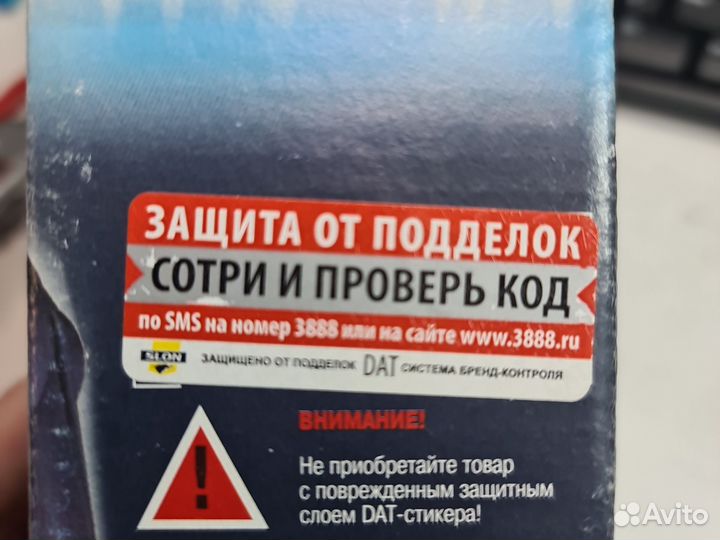 ЗАЩИТА ОТ ПОДДЕЛОК
СОТРИ И ПРОВЕРЬ КОД
по SMS на номер 3888 или на сайте www.3888.ru
SLON ЗАЩИЩЕНО ОТ ПОДДЕЛОК DAT СИСТЕМА БРЕНД-КОНТРОЛЯ
ВНИМАНИЕ!
Не приобретайте товар
с поврежденным защитным
слоем DAT-стикера!
Avito